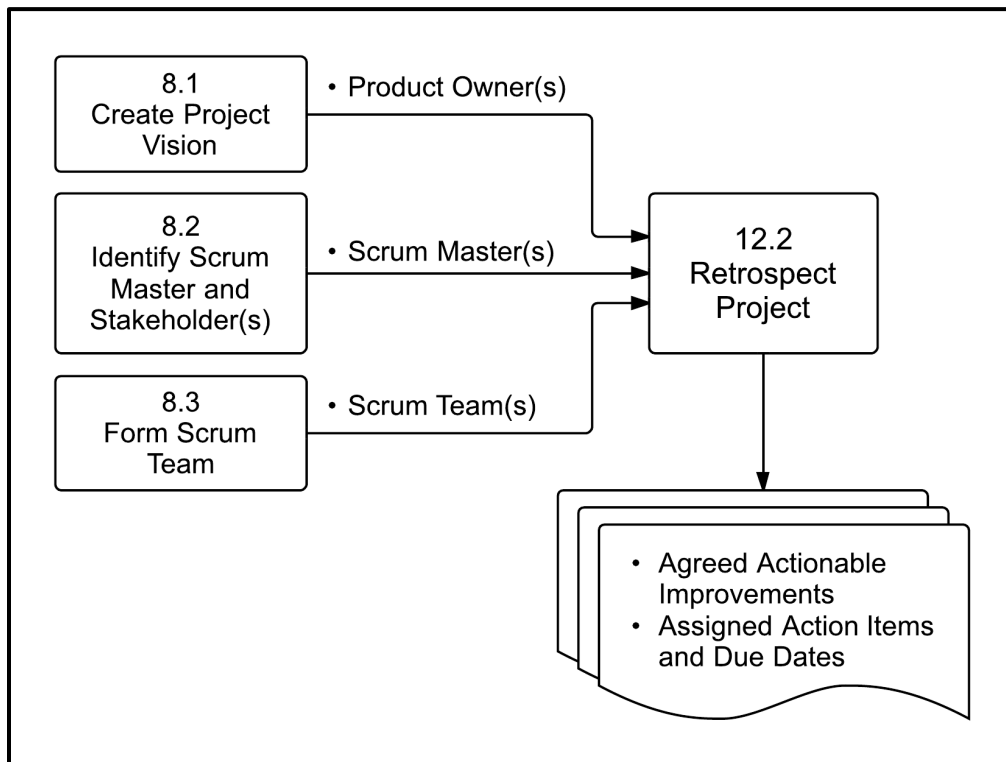 8.1
Create Project
Vision
• Product Owner(s)
8.2
Identify Scrum
Master and
Stakeholder(s)
• Scrum Master(s)
8.3
Form Scrum
Team
• Scrum Team(s)
12.2
Retrospect
Project
• Agreed Actionable
Improvements
• Assigned Action Items
and Due Dates